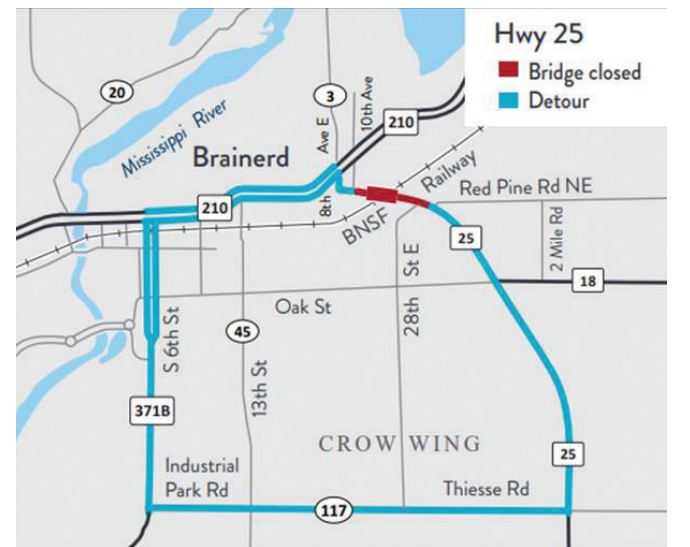 Hwy 25
Bridge closed
Detour
20
3
10th Ave
210
Mississippi River
Ave E
Brainerd
Railway
Red Pine Rd NE
210
8th
BNSF
25
2 Mile Rd
18
28th St E
Oak St
S 6th St
45
13th St
371B
CROW WING
25
Industrial
Park Rd
Thiesse Rd
117